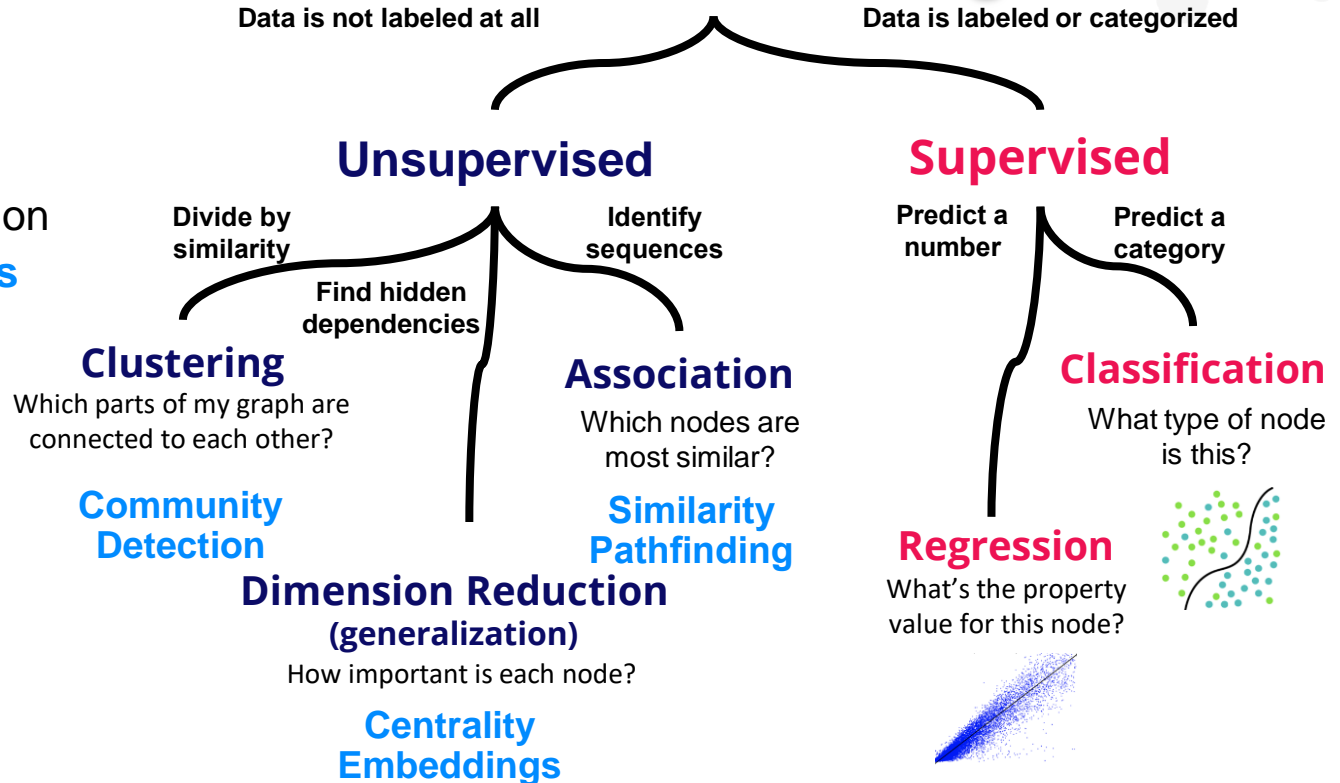 Data is not labeled at all
Data is labeled or categorized
Unsupervised
Supervised
on
s
Divide by
similarity
Find hidden
dependencies
Identify
sequences
Predict a
number
Predict a
category
Clustering
Which parts of my graph are
connected to each other?
Community
Detection
Association
Which nodes are
most similar?
Similarity
Pathfinding
Dimension Reduction
(generalization)
How important is each node?
Centrality
Embeddings
Classification
What type of node
is this?
Regression
What's the property
value for this node?